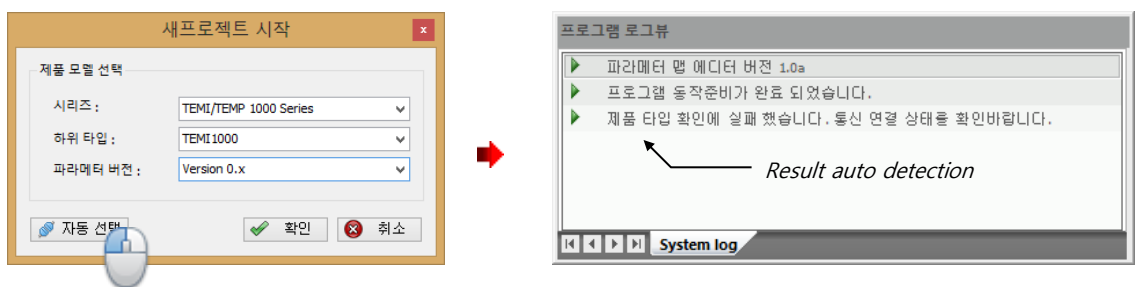 새프로젝트 시작
x
제품 모델 선택
시리즈 :
TEMI/TEMP 1000 Series
하위 타입 :
TEMI1000
파라메터 버전 :
Version 0.x
자동 선택
확인
취소
프로그램 로그뷰
파라메터 맵 에디터 버전 1.0a
프로그램 동작준비가 완료 되었습니다.
제품 타입 확인에 실패 했습니다. 통신 연결 상태를 확인바랍니다.
Result auto detection
System log